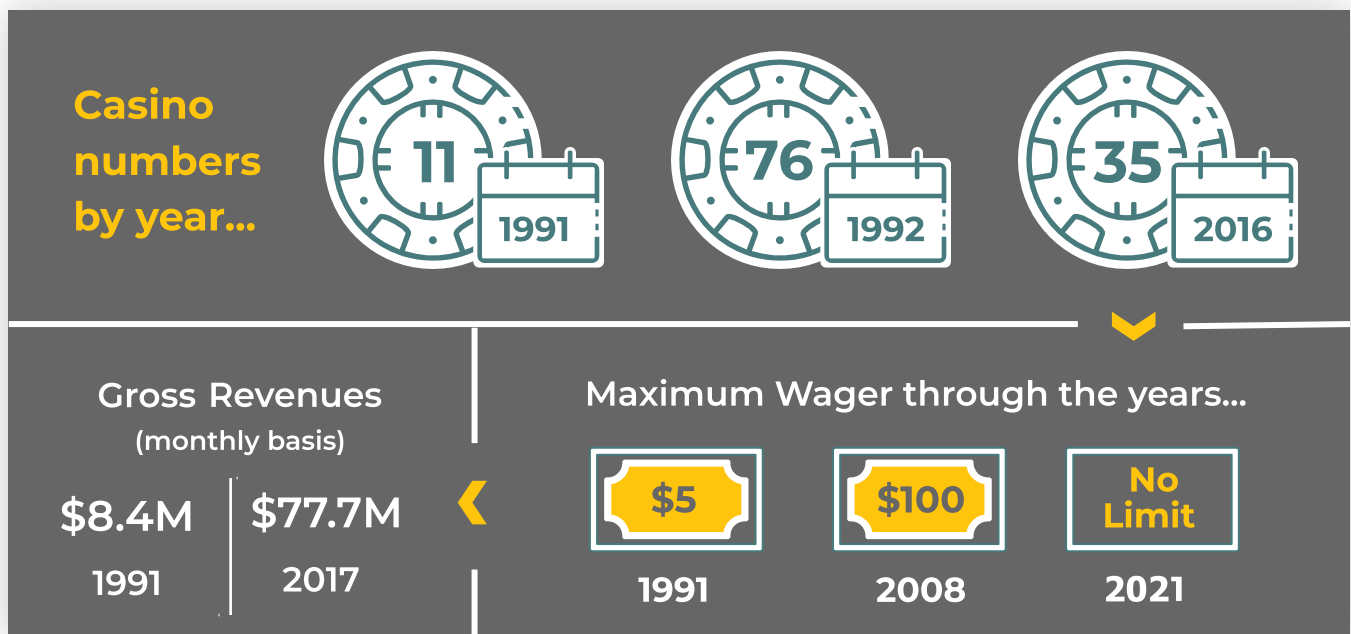 Casino
numbers
by year...
11
1991
76
1992
35
2016
Gross Revenues
(monthly basis)
$8.4M
1991
$77.7M
2017
Maximum Wager through the years...
$5
1991
$100
2008
No
Limit
2021